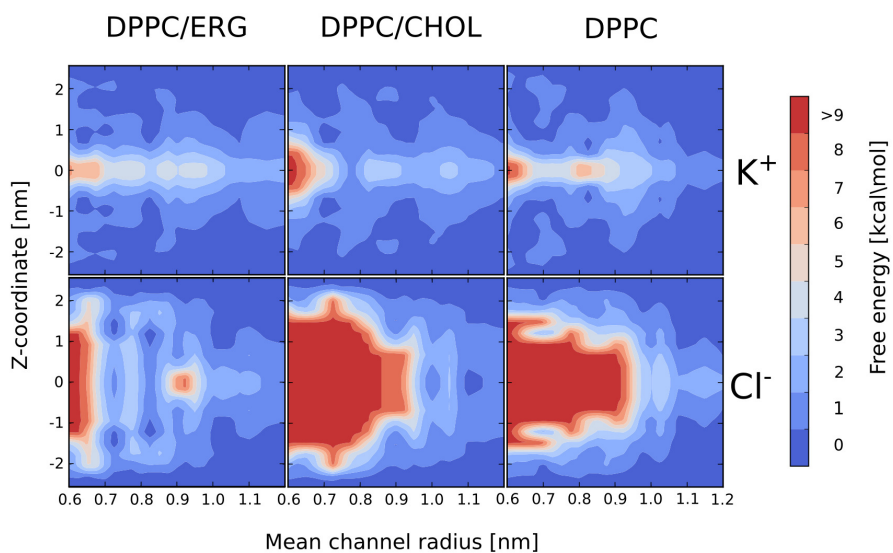 DPPC/ERG DPPC/CHOL DPPC
2
1
0
-1
-2
K+
2
1
0
-1
-2
Cl-
Z-coordinate [nm]
0.6 0.7 0.8 0.9 1.0 1.1 0.6 0.7 0.8 0.9 1.0 1.1 0.6 0.7 0.8 0.9 1.0 1.1 1.2
Mean channel radius [nm]
>9
8
7
6
5
4
3
2
1
0
Free energy [kcal\mol]